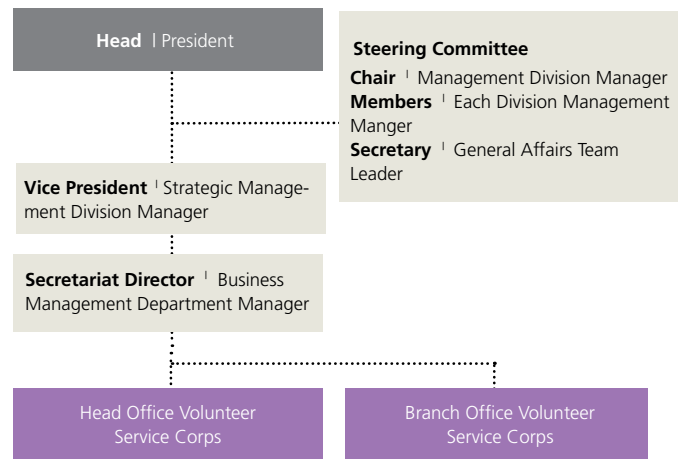 Head | President
Steering Committee
Chair | Management Division Manager
Members | Each Division Management
Manger
Secretary | General Affairs Team
Leader
Vice President | Strategic Manage-
ment Division Manager
Secretariat Director | Business
Management Department Manager
Head Office Volunteer
Service Corps
Branch Office Volunteer
Service Corps